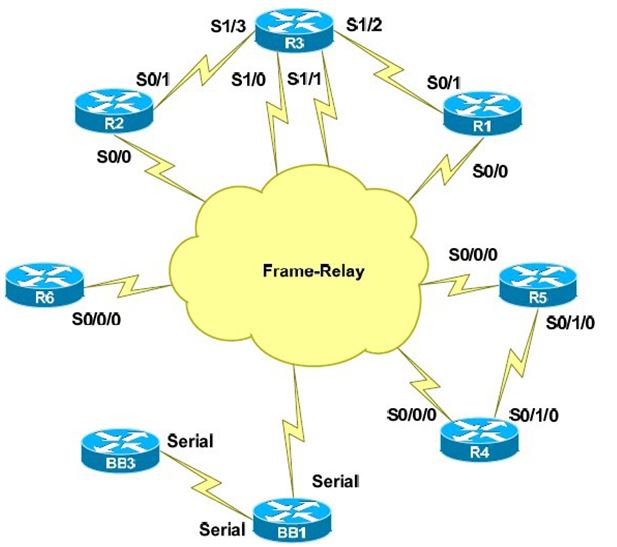 S1/3
R3
S1/2
S0/1
S1/0
S1/1
S0/1
R2
R1
S0/0
S0/0
Frame-Relay
S0/0/0
R6
R5
S0/0/0
S0/1/0
S0/0/0
S0/1/0
Serial
BB3
R4
Serial
Serial
BB1